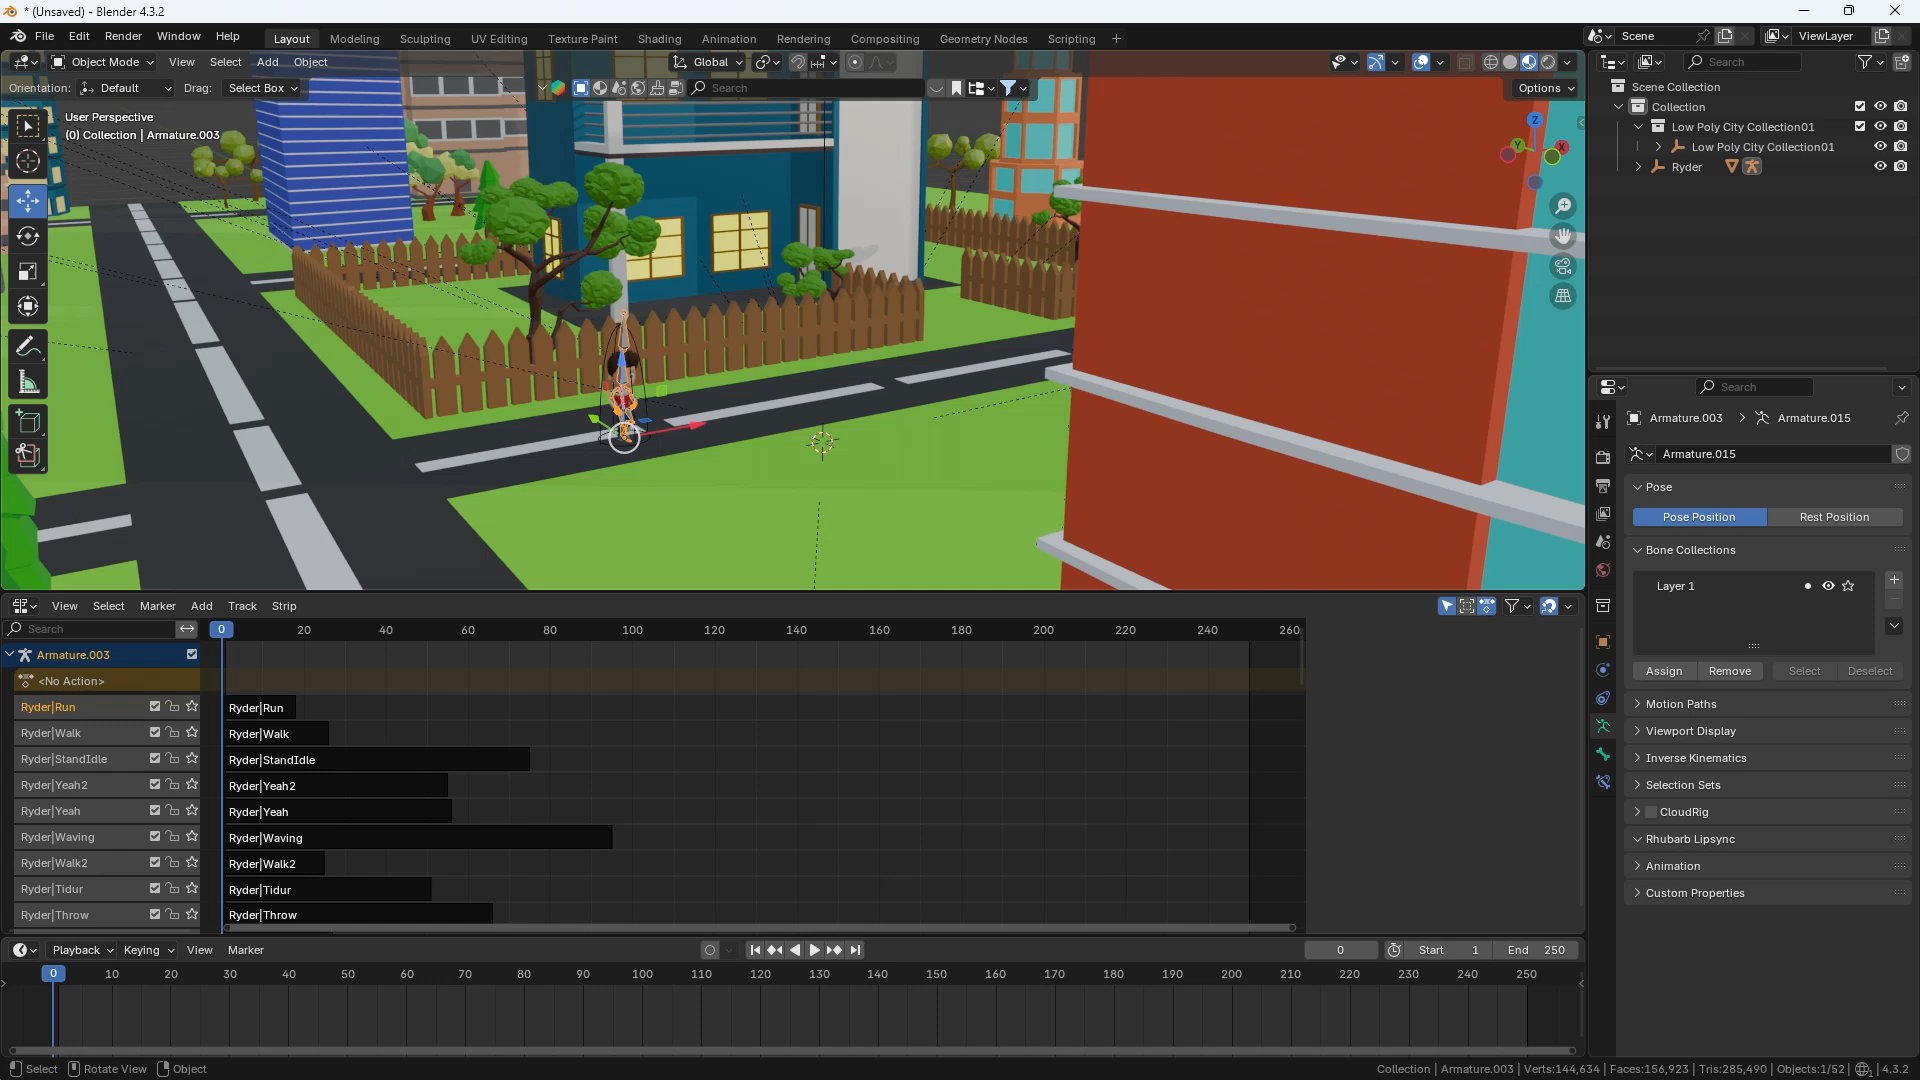 * (Unsaved) - Blender 4.3.2
File Edit Render Window Help Layout Modeling Sculpting UV Editing Texture Paint Shading Animation Rendering Compositing Geometry Nodes Scripting + Scene ViewLayer
Object Mode View Select Add Object Global
Orientation: Default Drag: Select Box Search Options
User Perspective
(0) Collection | Armature.003
Z
Y
X
Search
Scene Collection
Collection
Low Poly City Collection01
Low Poly City Collection01
Ryder
Search
Armature.003 > Armature.015
Armature.015
Pose
Pose Position Rest Position
Bone Collections
Layer 1
Assign Remove Select Deselect
Motion Paths
Viewport Display
Inverse Kinematics
Selection Sets
CloudRig
Rhubarb Lipsync
Animation
Custom Properties
View Select Marker Add Track Strip
Search 0 20 40 60 80 100 120 140 160 180 200 220 240 260
Armature.003
<No Action>
Ryder|Run Ryder|Run
Ryder|Walk Ryder|Walk
Ryder|StandIdle Ryder|StandIdle
Ryder|Yeah2 Ryder|Yeah2
Ryder|Yeah Ryder|Yeah
Ryder|Waving Ryder|Waving
Ryder|Walk2 Ryder|Walk2
Ryder|Tidur Ryder|Tidur
Ryder|Throw Ryder|Throw
Playback Keying View Marker 0 Start 1 End 250
0 10 20 30 40 50 60 70 80 90 100 110 120 130 140 150 160 170 180 190 200 210 220 230 240 250
Select Rotate View Object Collection | Armature.003 | Verts:144,634 | Faces:156,923 | Tris:285,490 | Objects:1/52 | 4.3.2